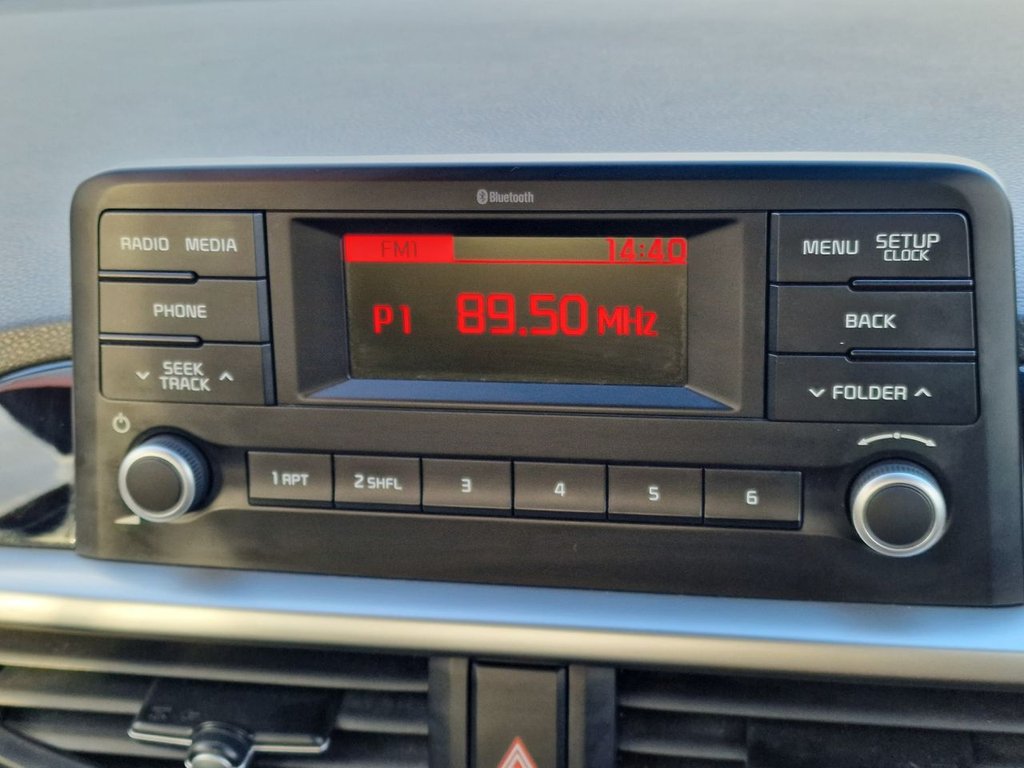 Bluetooth
RADIO MEDIA
FM1 14:40
MENU SETUP
CLOCK
PHONE
P1 89.50 MHz
BACK
SEEK
TRACK
FOLDER
1 RPT 2 SHFL 3 4 5 6